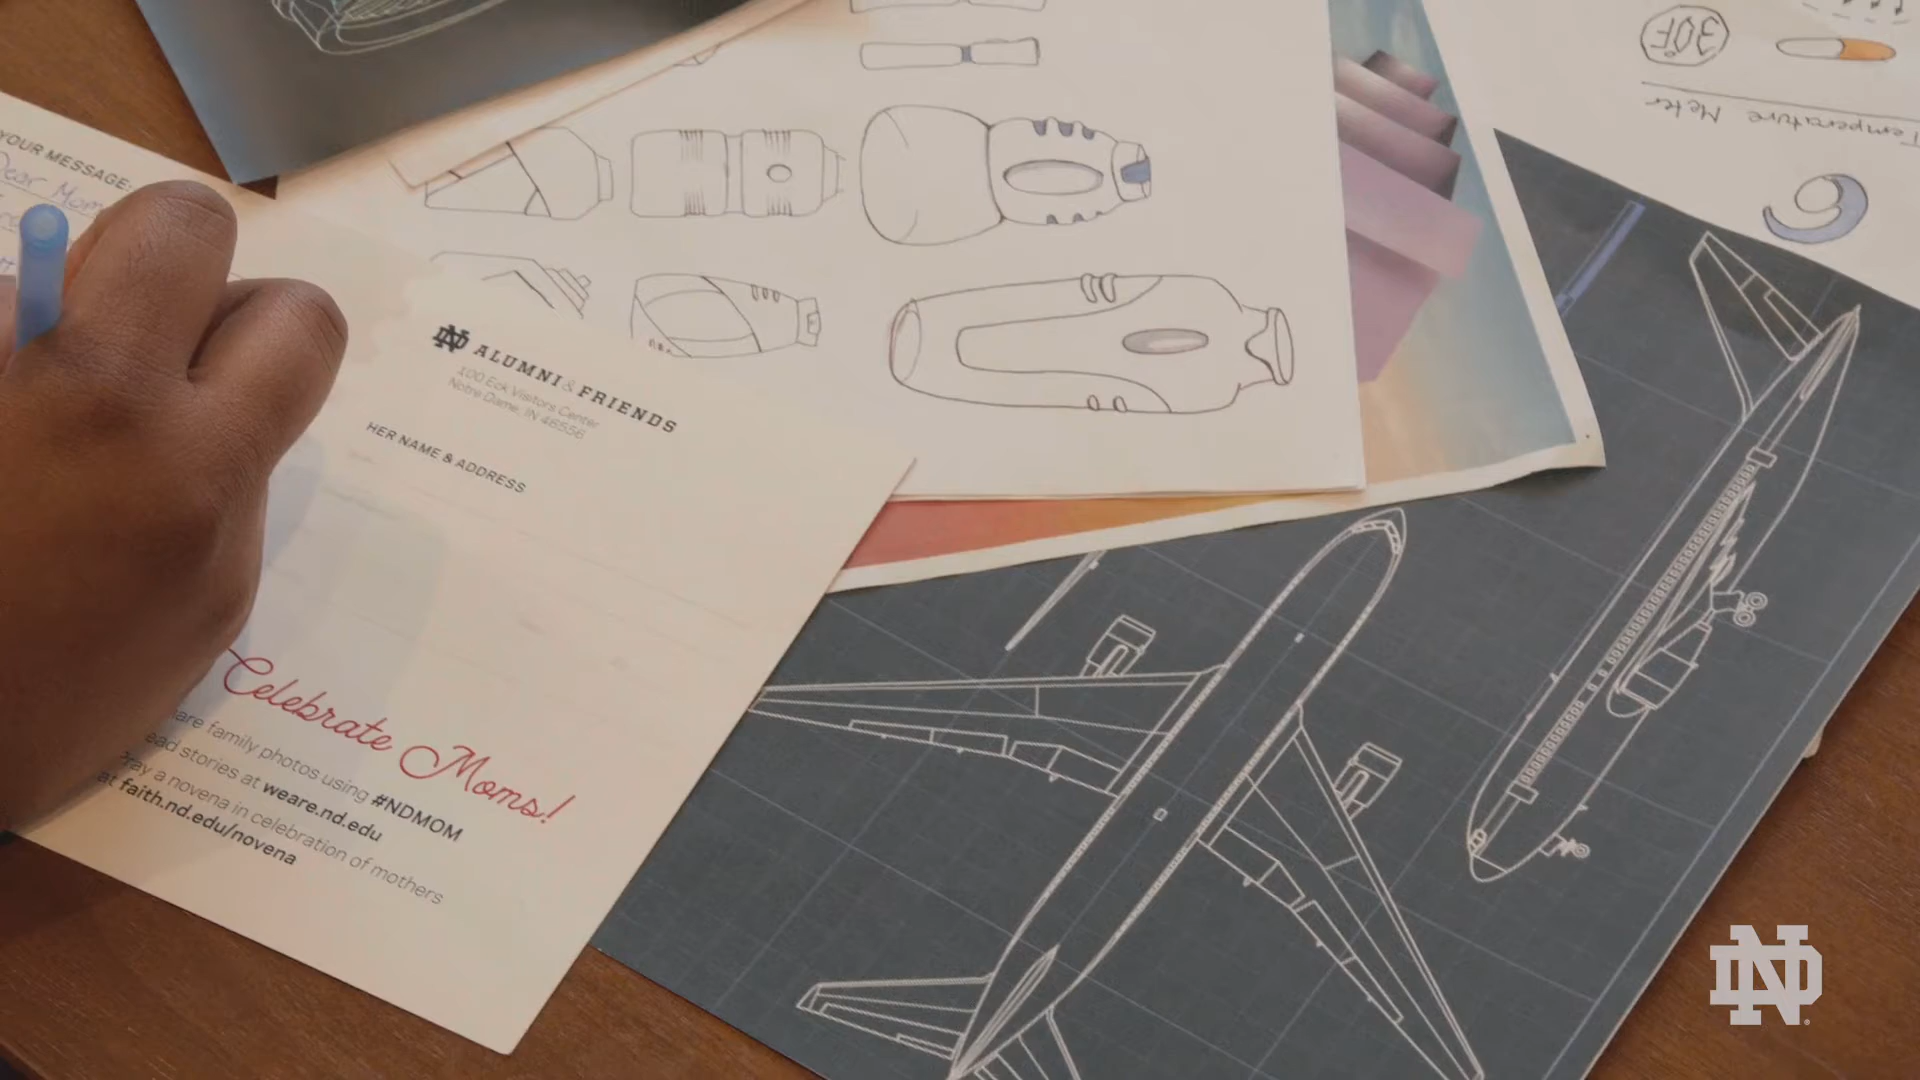 YOUR MESSAGE:
Dear Mom
ND ALUMNI & FRIENDS
100 Eck Visitors Center
Notre Dame, IN 46556
HER NAME & ADDRESS
Celebrate Moms!
family photos using #NDMOM
stories at weare.nd.edu
Pray a novena in celebration of mothers
at faith.nd.edu/novena
30F
Temperature Meter
ND